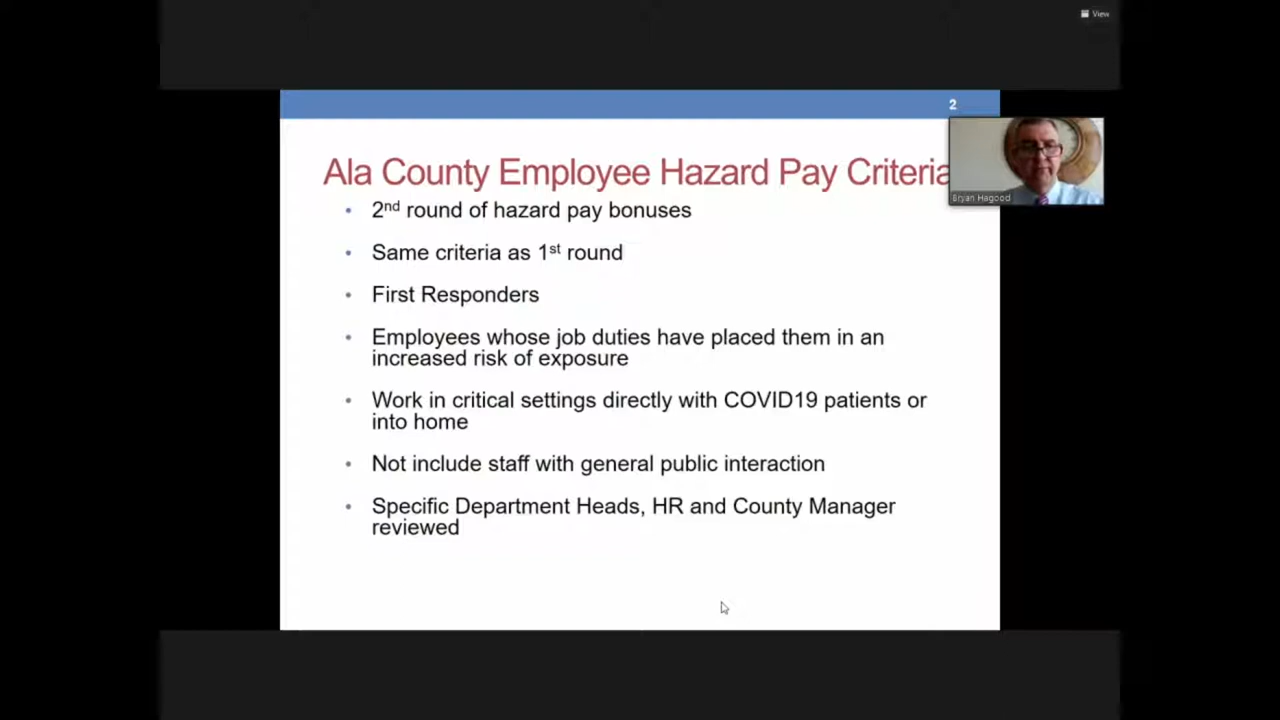 View
2
Ala County Employee Hazard Pay Criteria
Bryan Hagood
• 2nd round of hazard pay bonuses
• Same criteria as 1st round
• First Responders
• Employees whose job duties have placed them in an
increased risk of exposure
• Work in critical settings directly with COVID19 patients or
into home
• Not include staff with general public interaction
• Specific Department Heads, HR and County Manager
reviewed